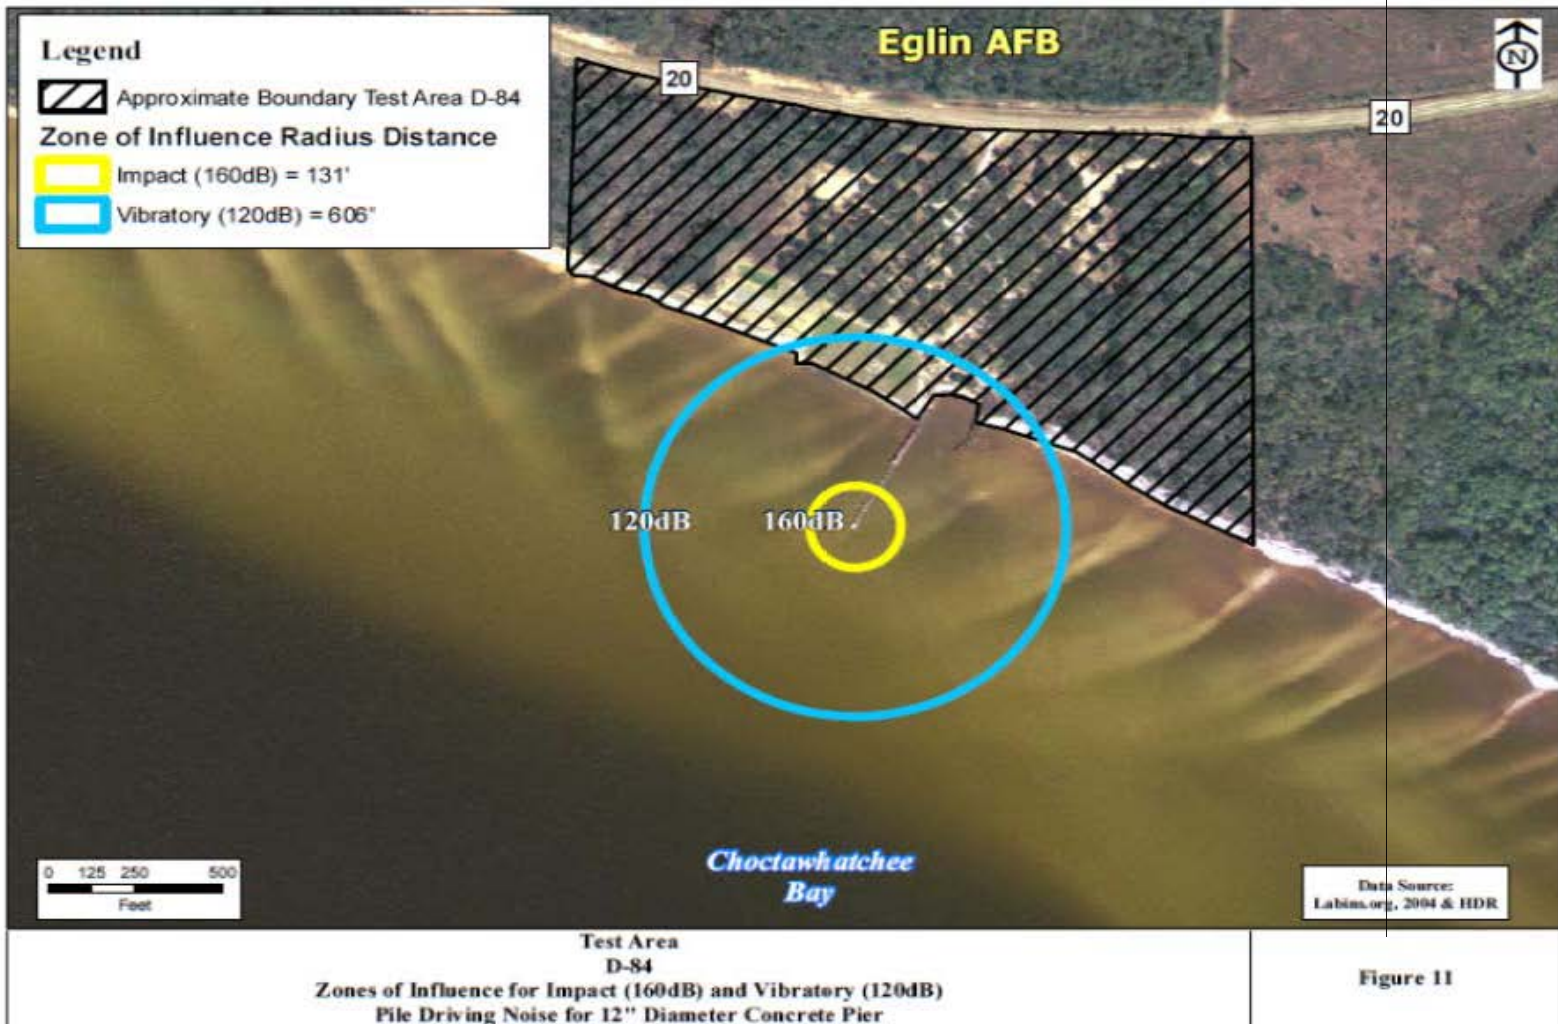 Legend
Approximate Boundary Test Area D-84
Zone of Influence Radius Distance
Impact (160dB) = 131'
Vibratory (120dB) = 606"
Eglin AFB
N
20
20
120dB
160dB
Choctawhatchee
Bay
0 125 250 500
Feet
Data Source:
Labins.org, 2004 & HDR
Test Area
D-84
Zones of Influence for Impact (160dB) and Vibratory (120dB)
Pile Driving Noise for 12" Diameter Concrete Pier
Figure 11